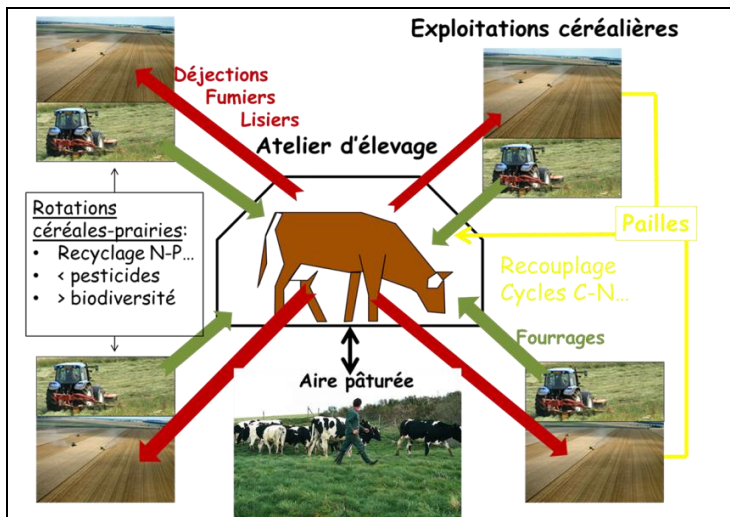 Exploitations céréalières
Déjections
Fumiers
Lisiers
Atelier d'élevage
Rotations
céréales-prairies:
• Recyclage N-P...
• < pesticides
• > biodiversité
Pailles
Recouplage
Cycles C-N...
Fourrages
Aire pâturée